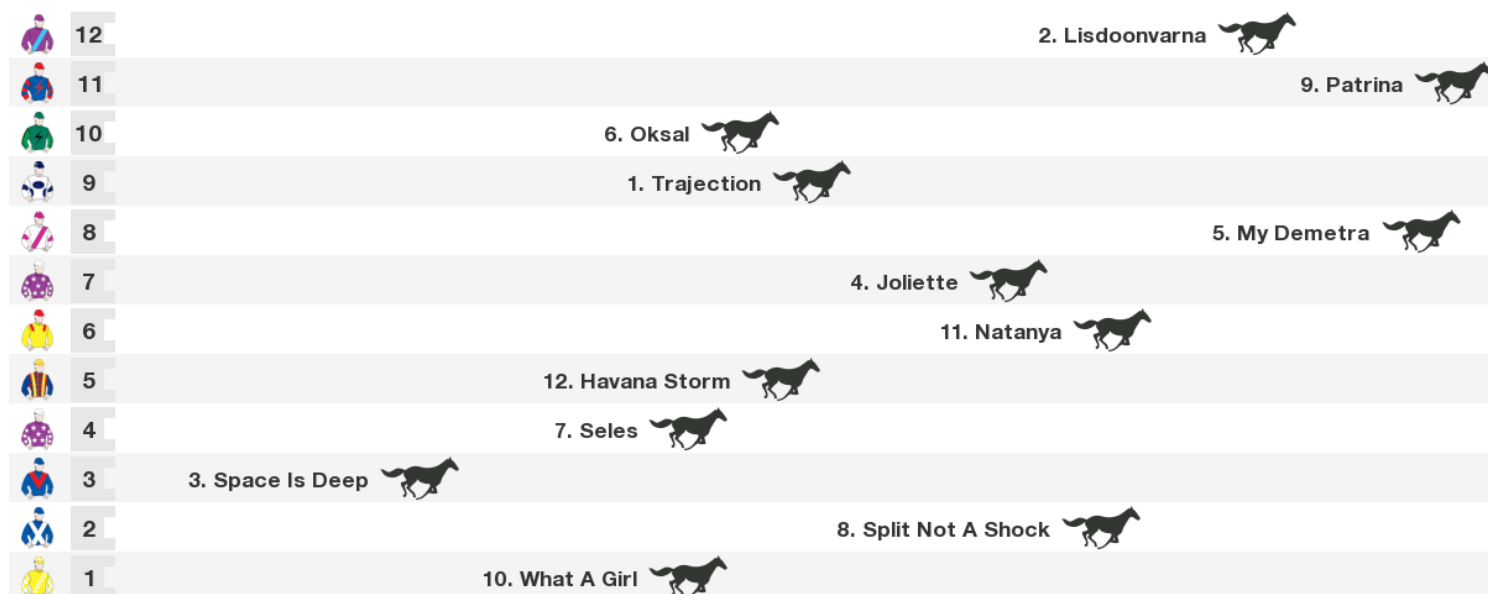 12 2. Lisdoonvarna
11 9. Patrina
10 6. Oksal
9 1. Trajection
8 5. My Demetra
7 4. Joliette
6 11. Natanya
5 12. Havana Storm
4 7. Seles
3 3. Space Is Deep
2 8. Split Not A Shock
1 10. What A Girl